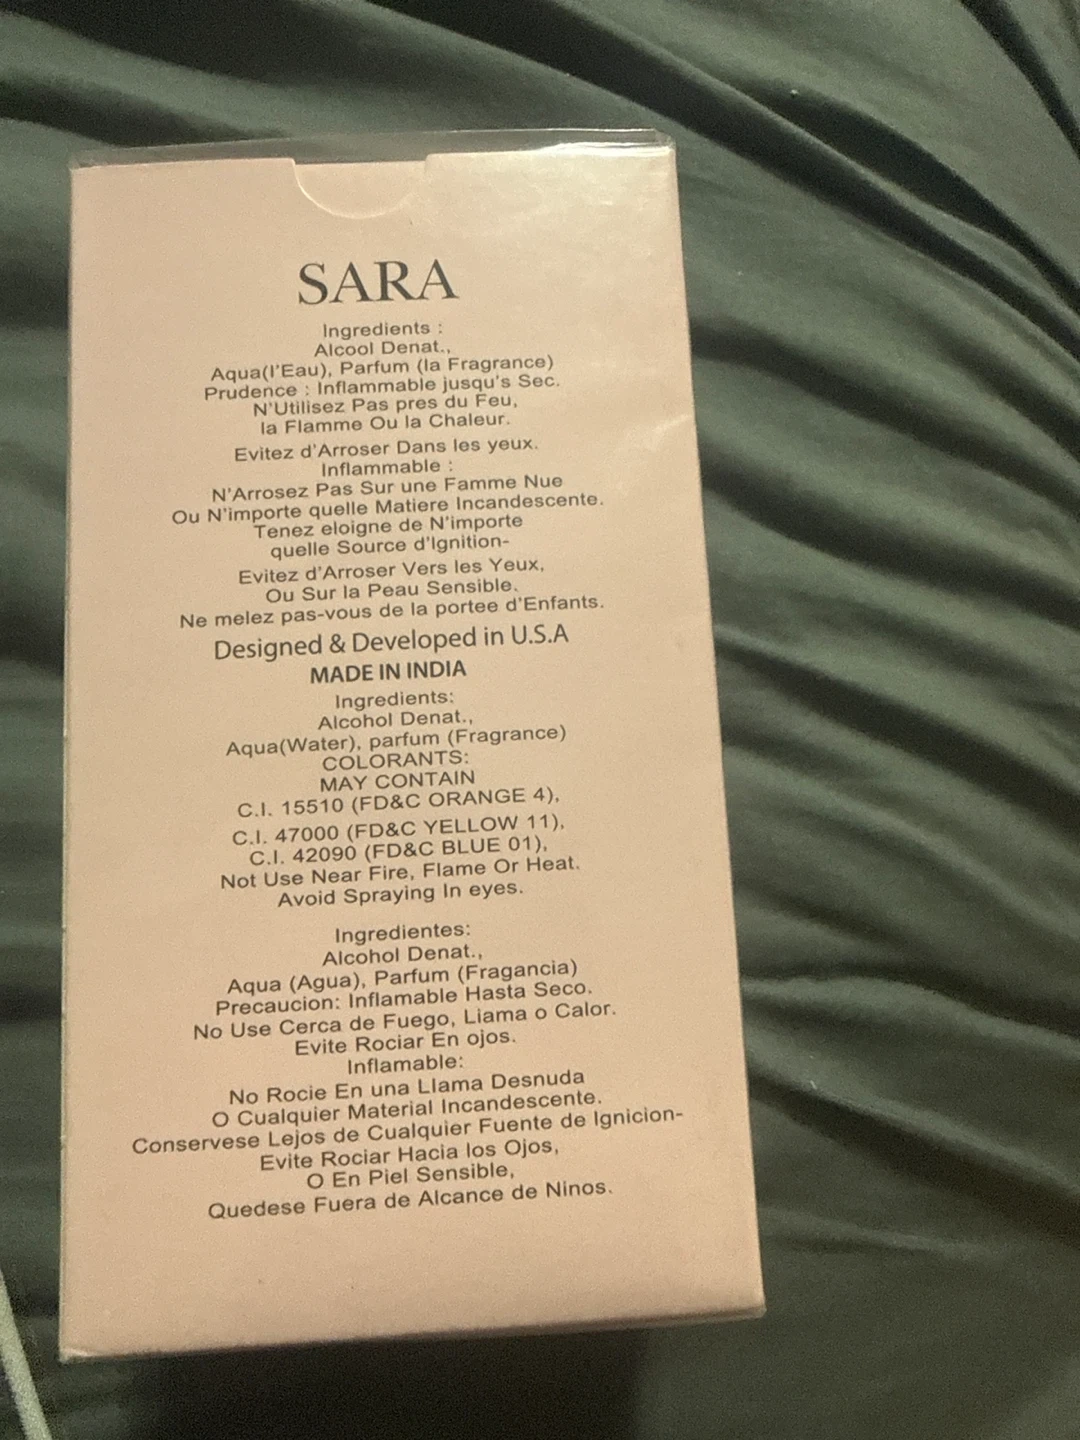 SARA
Ingredients :
Alcool Denat.,
Aqua(l'Eau), Parfum (la Fragrance)
Prudence : Inflammable jusqu's Sec.
N'Utilisez Pas pres du Feu,
la Flamme Ou la Chaleur.
Evitez d'Arroser Dans les yeux.
Inflammable :
N'Arrosez Pas Sur une Famme Nue
Ou N'importe quelle Matiere Incandescente.
Tenez eloigne de N'importe
quelle Source d'Ignition-
Evitez d'Arroser Vers les Yeux,
Ou Sur la Peau Sensible.
Ne melez pas-vous de la portee d'Enfants.
Designed & Developed in U.S.A
MADE IN INDIA
Ingredients:
Alcohol Denat.,
Aqua(Water), parfum (Fragrance)
COLORANTS:
MAY CONTAIN
C.I. 15510 (FD&C ORANGE 4),
C.I. 47000 (FD&C YELLOW 11),
C.I. 42090 (FD&C BLUE 01),
Not Use Near Fire, Flame Or Heat.
Avoid Spraying In eyes.
Ingredientes:
Alcohol Denat.,
Aqua (Agua), Parfum (Fragancia)
Precaucion: Inflamable Hasta Seco.
No Use Cerca de Fuego, Liama o Calor.
Evite Rociar En ojos.
Inflamable:
No Rocie En una Llama Desnuda
O Cualquier Material Incandescente.
Conservese Lejos de Cualquier Fuente de Ignicion-
Evite Rociar Hacia los Ojos,
O En Piel Sensible,
Quedese Fuera de Alcance de Ninos.